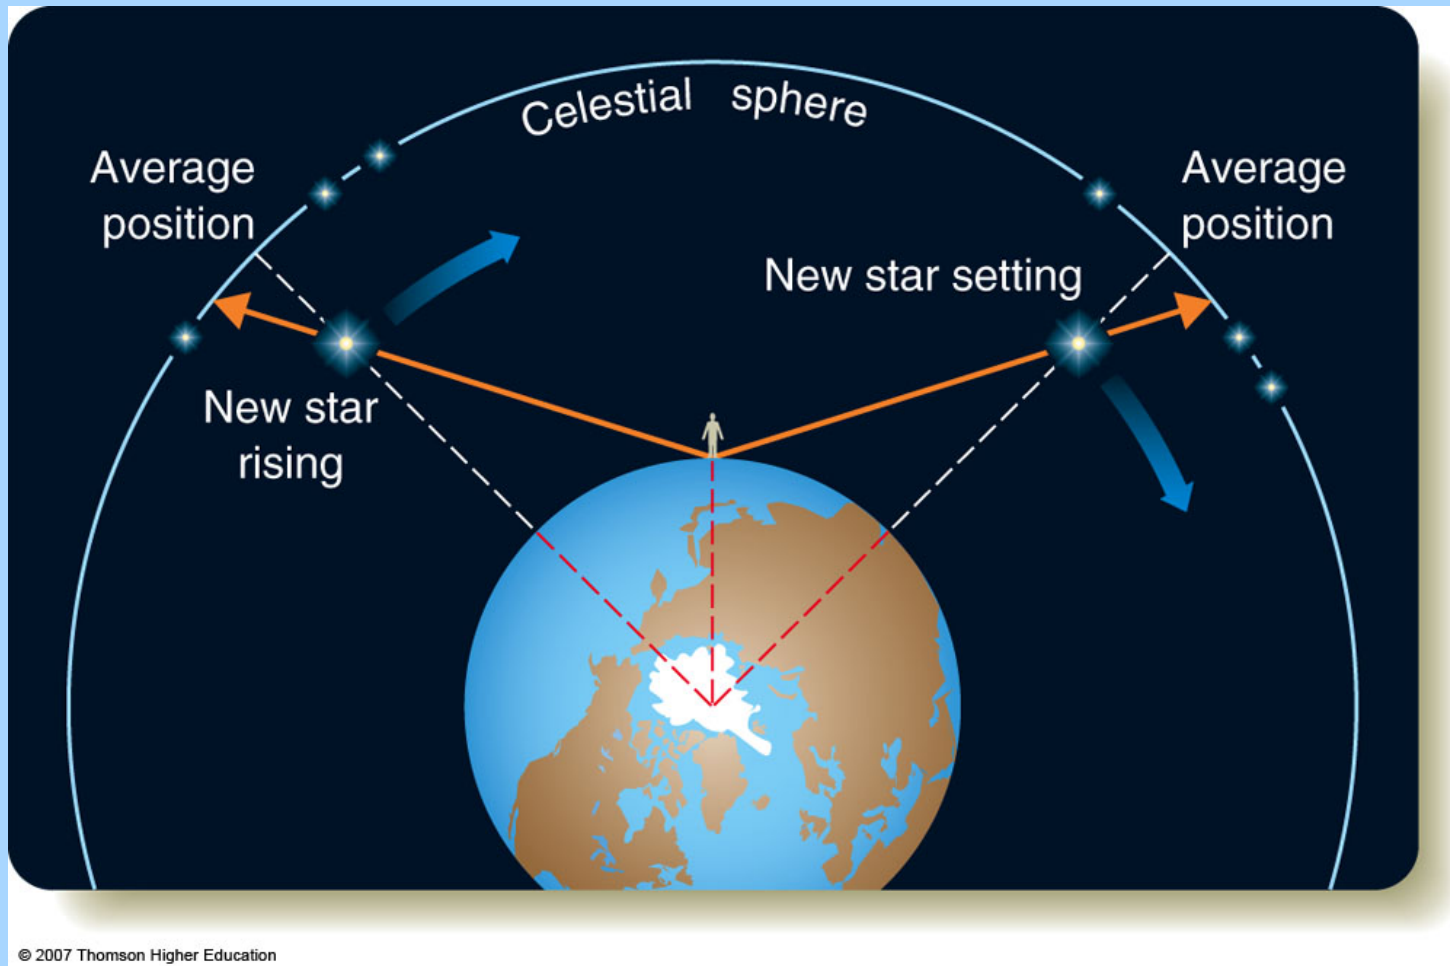 Celestial sphere
Average
position
Average
position
New star setting
New star
rising
© 2007 Thomson Higher Education